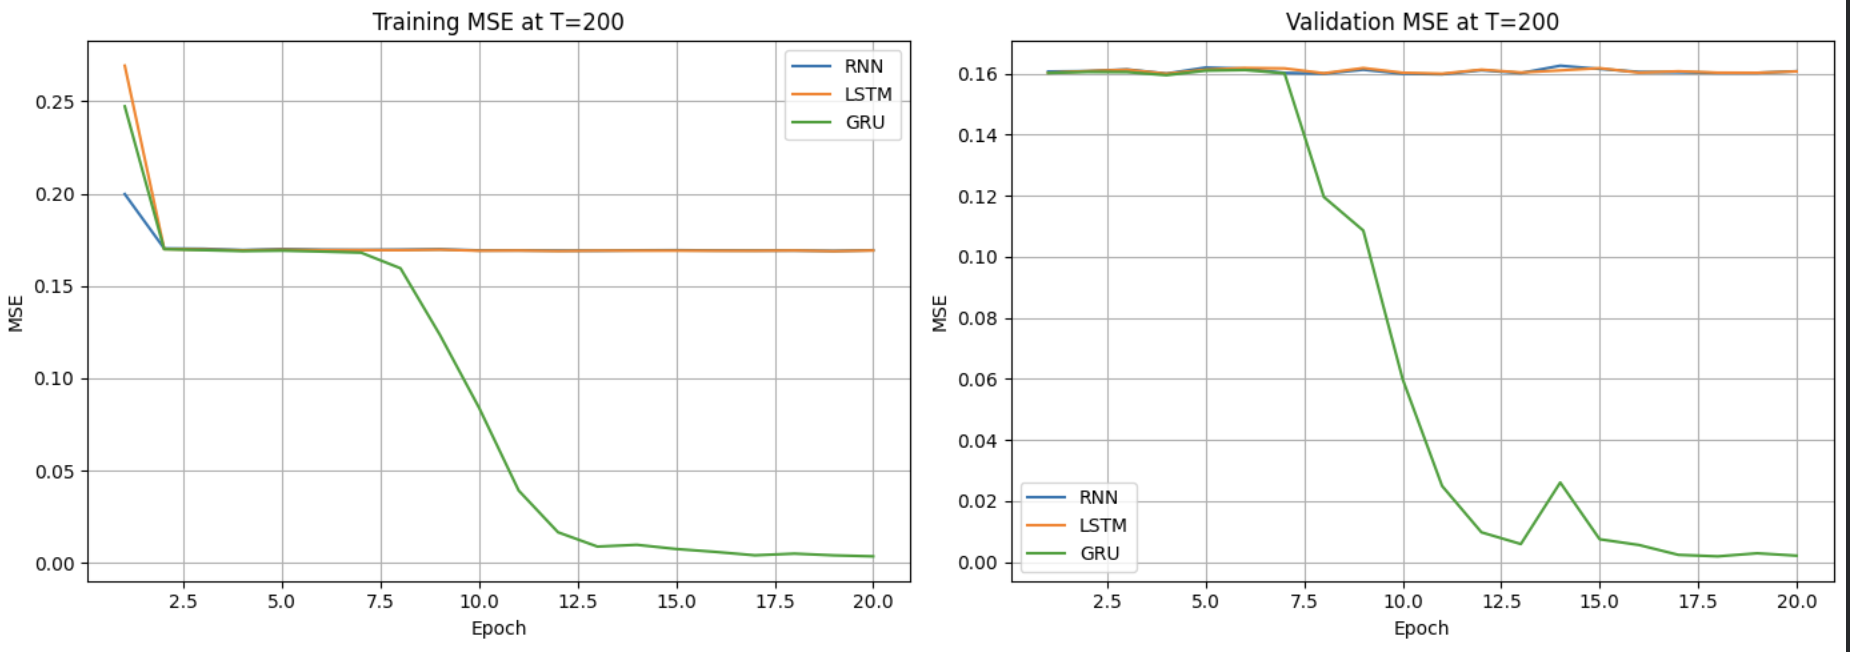 Training MSE at T=200
RNN
LSTM
GRU
0.25
0.20
0.15
0.10
0.05
0.00
MSE
2.5 5.0 7.5 10.0 12.5 15.0 17.5 20.0
Epoch
Validation MSE at T=200
0.16
0.14
0.12
0.10
0.08
0.06
0.04
0.02
0.00
MSE
RNN
LSTM
GRU
2.5 5.0 7.5 10.0 12.5 15.0 17.5 20.0
Epoch